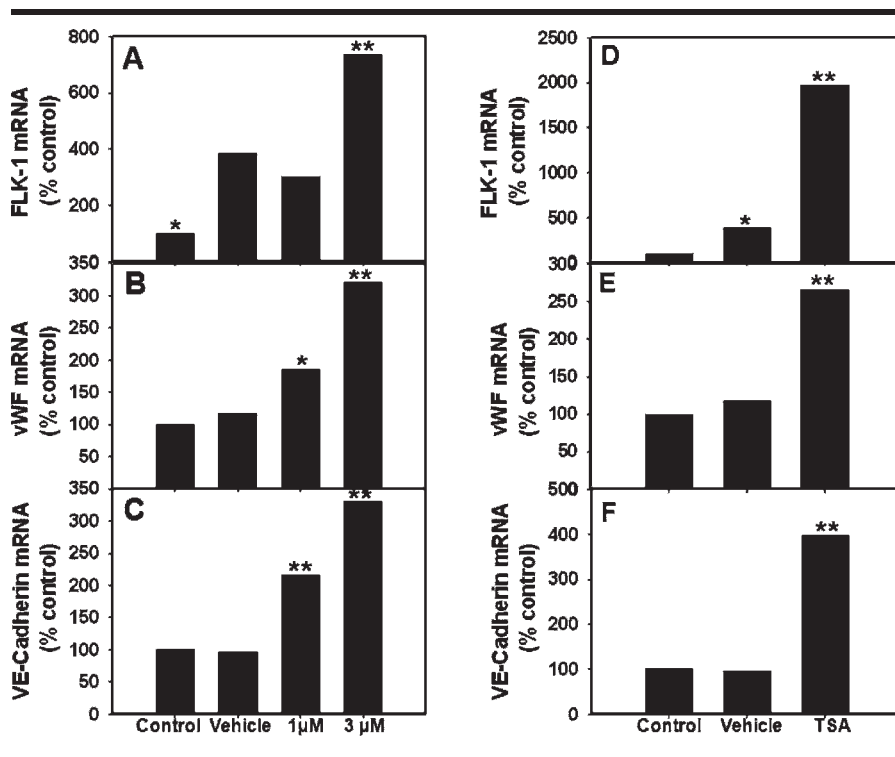 A
FLK-1 mRNA
(% control)
800
600
400
200
350
*
**
B
vWF mRNA
(% control)
300
250
200
150
100
50
350
*
**
C
VE-Cadherin mRNA
(% control)
300
250
200
150
100
50
0
**
**
Control Vehicle 1µM 3 µM
D
FLK-1 mRNA
(% control)
2500
2000
1500
1000
500
300
*
**
E
vWF mRNA
(% control)
250
200
150
100
50
500
**
F
VE-Cadherin mRNA
(% control)
400
300
200
100
0
**
Control Vehicle TSA